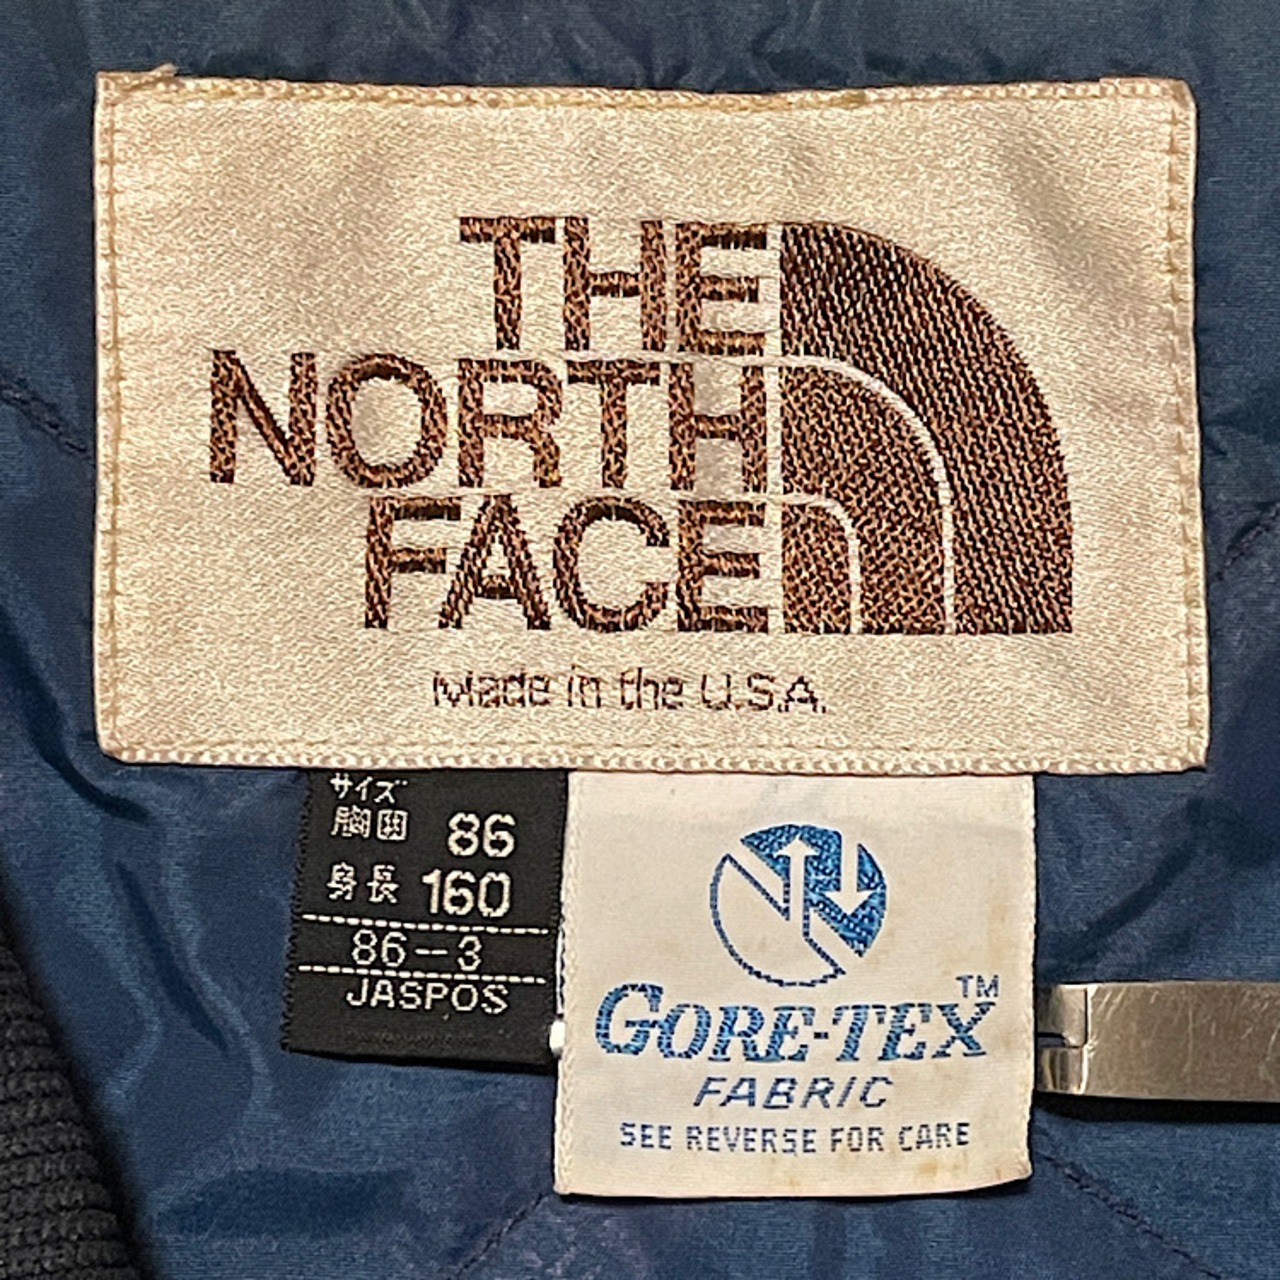 THE
NORTH
FACE
Made in the U.S.A.
サイズ
胸囲 86
身長 160
86-3
JASPOS
GORE-TEX™
FABRIC
SEE REVERSE FOR CARE